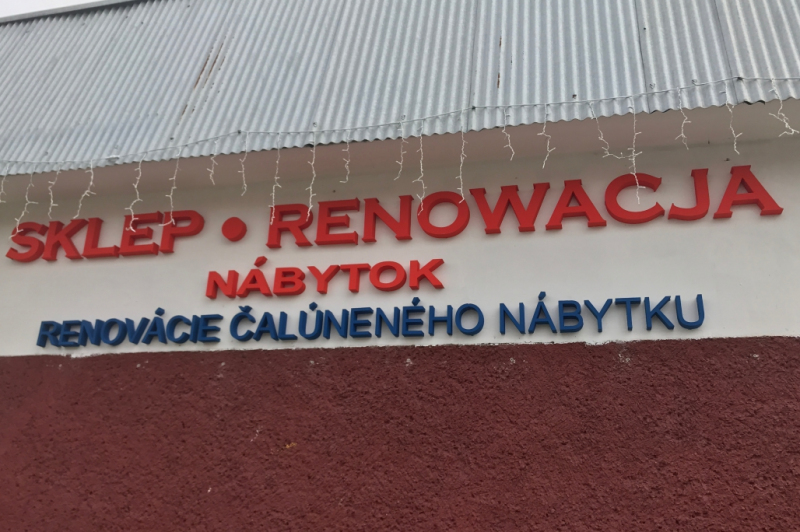 SKLEP • RENOWACJA
NÁBYTOK
RENOVÁCIE ČALÚNENÉHO NÁBYTKU